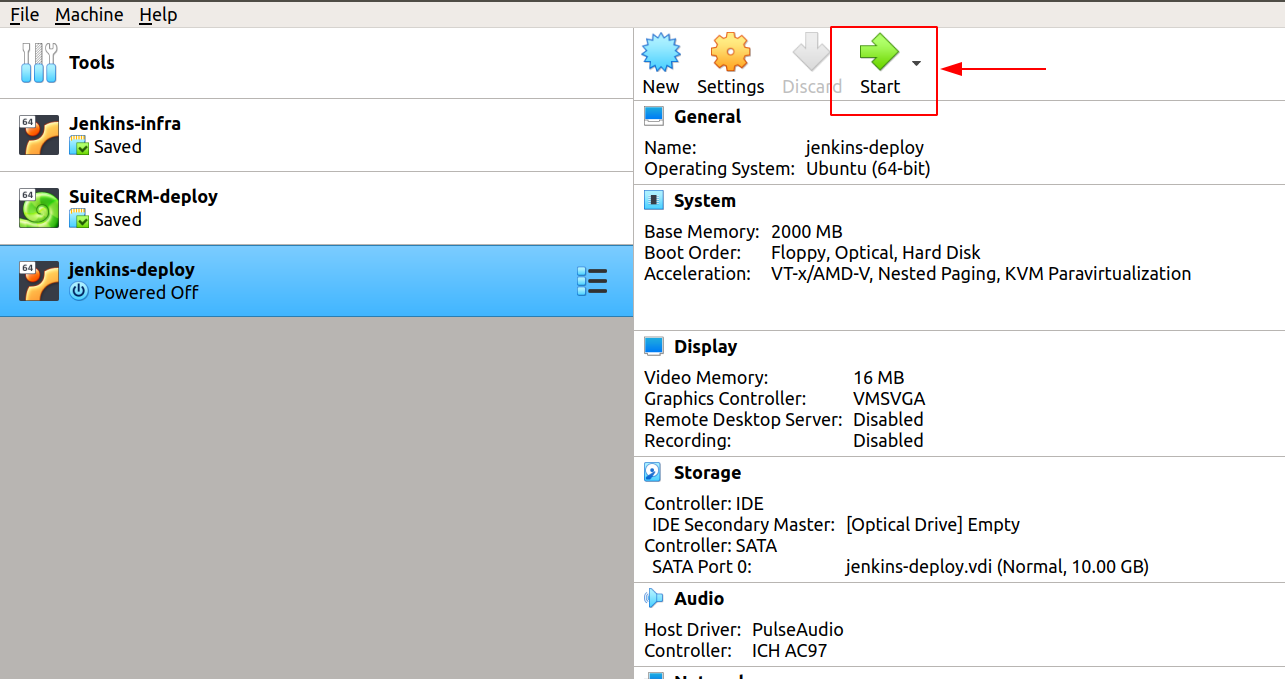 File Machine Help
Tools
64
Jenkins-infra
Saved
64
SuiteCRM-deploy
Saved
64
jenkins-deploy
Powered Off
New Settings Discard Start
General
Name: jenkins-deploy
Operating System: Ubuntu (64-bit)
System
Base Memory: 2000 MB
Boot Order: Floppy, Optical, Hard Disk
Acceleration: VT-x/AMD-V, Nested Paging, KVM Paravirtualization
Display
Video Memory: 16 MB
Graphics Controller: VMSVGA
Remote Desktop Server: Disabled
Recording: Disabled
Storage
Controller: IDE
IDE Secondary Master: [Optical Drive] Empty
Controller: SATA
SATA Port 0: jenkins-deploy.vdi (Normal, 10.00 GB)
Audio
Host Driver: PulseAudio
Controller: ICH AC97